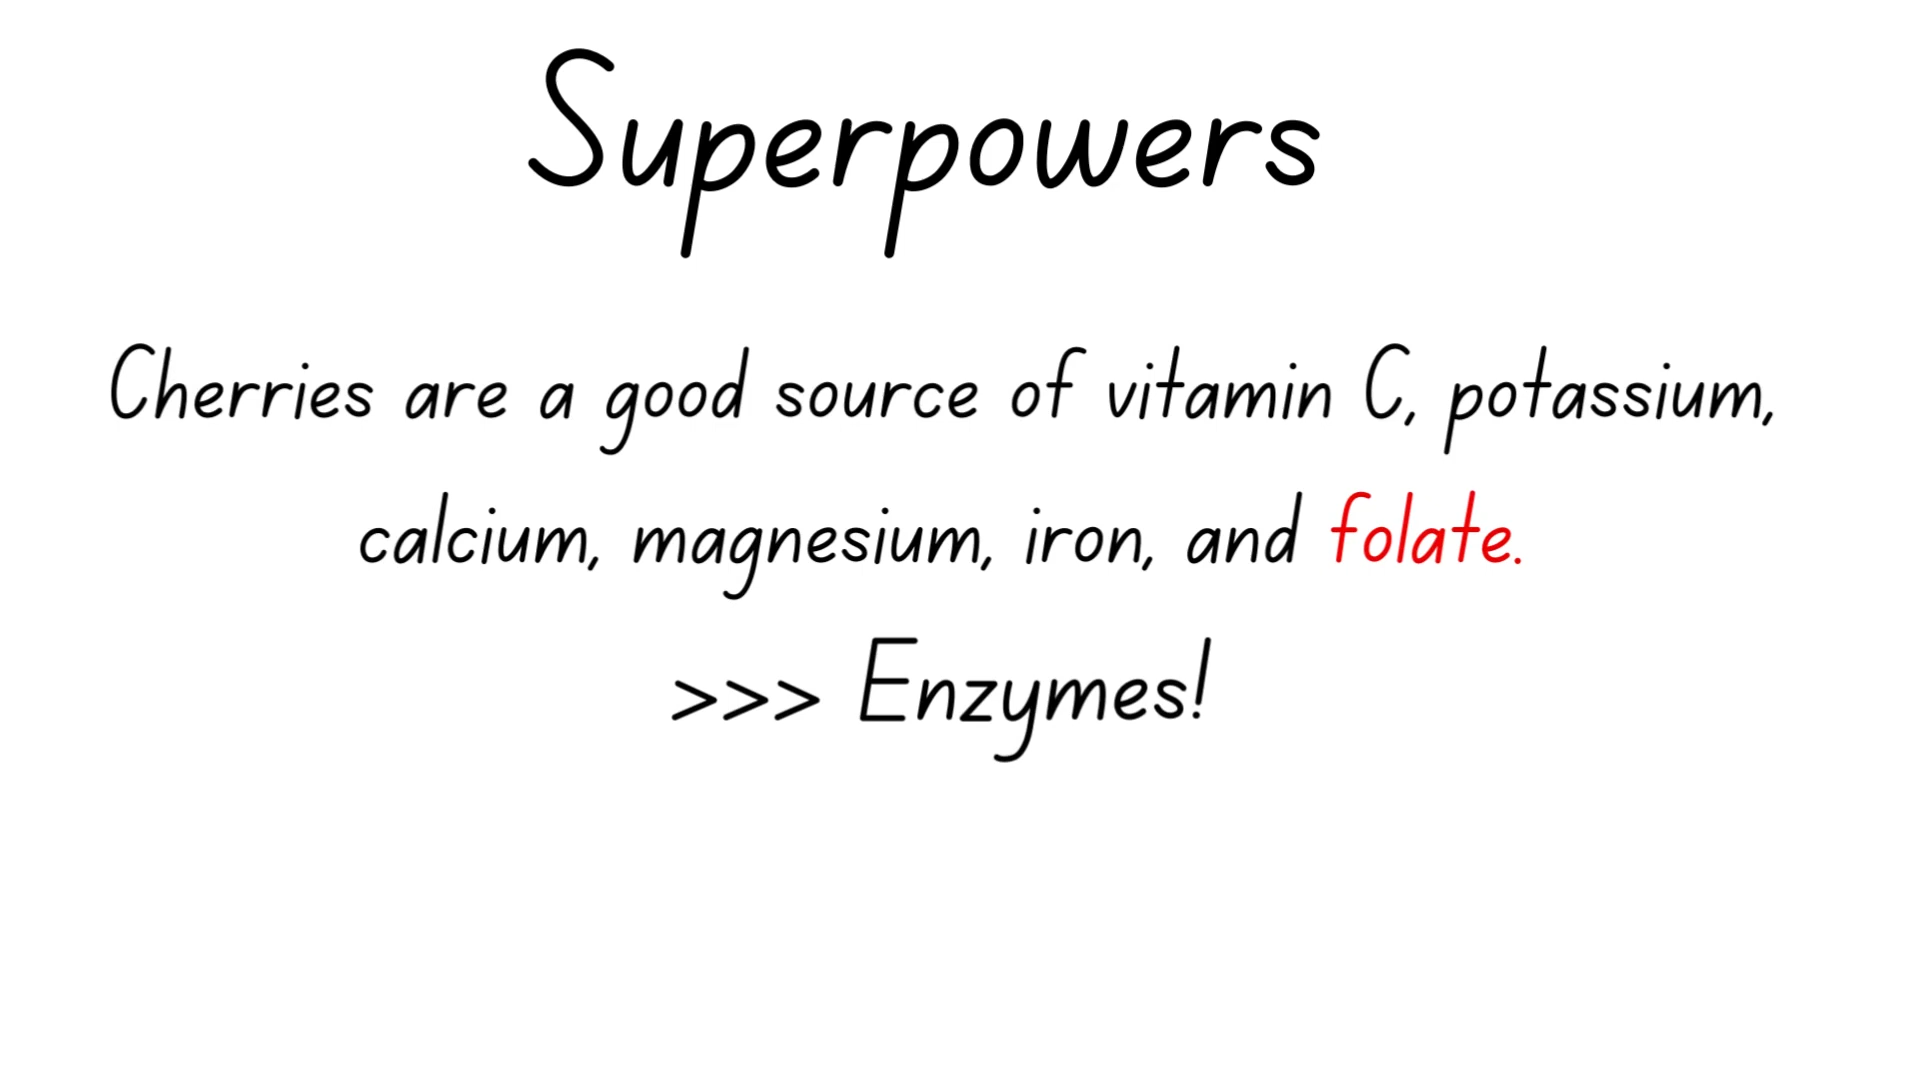 Superpowers
Cherries are a good source of vitamin C, potassium,
calcium, magnesium, iron, and folate.
>>> Enzymes!